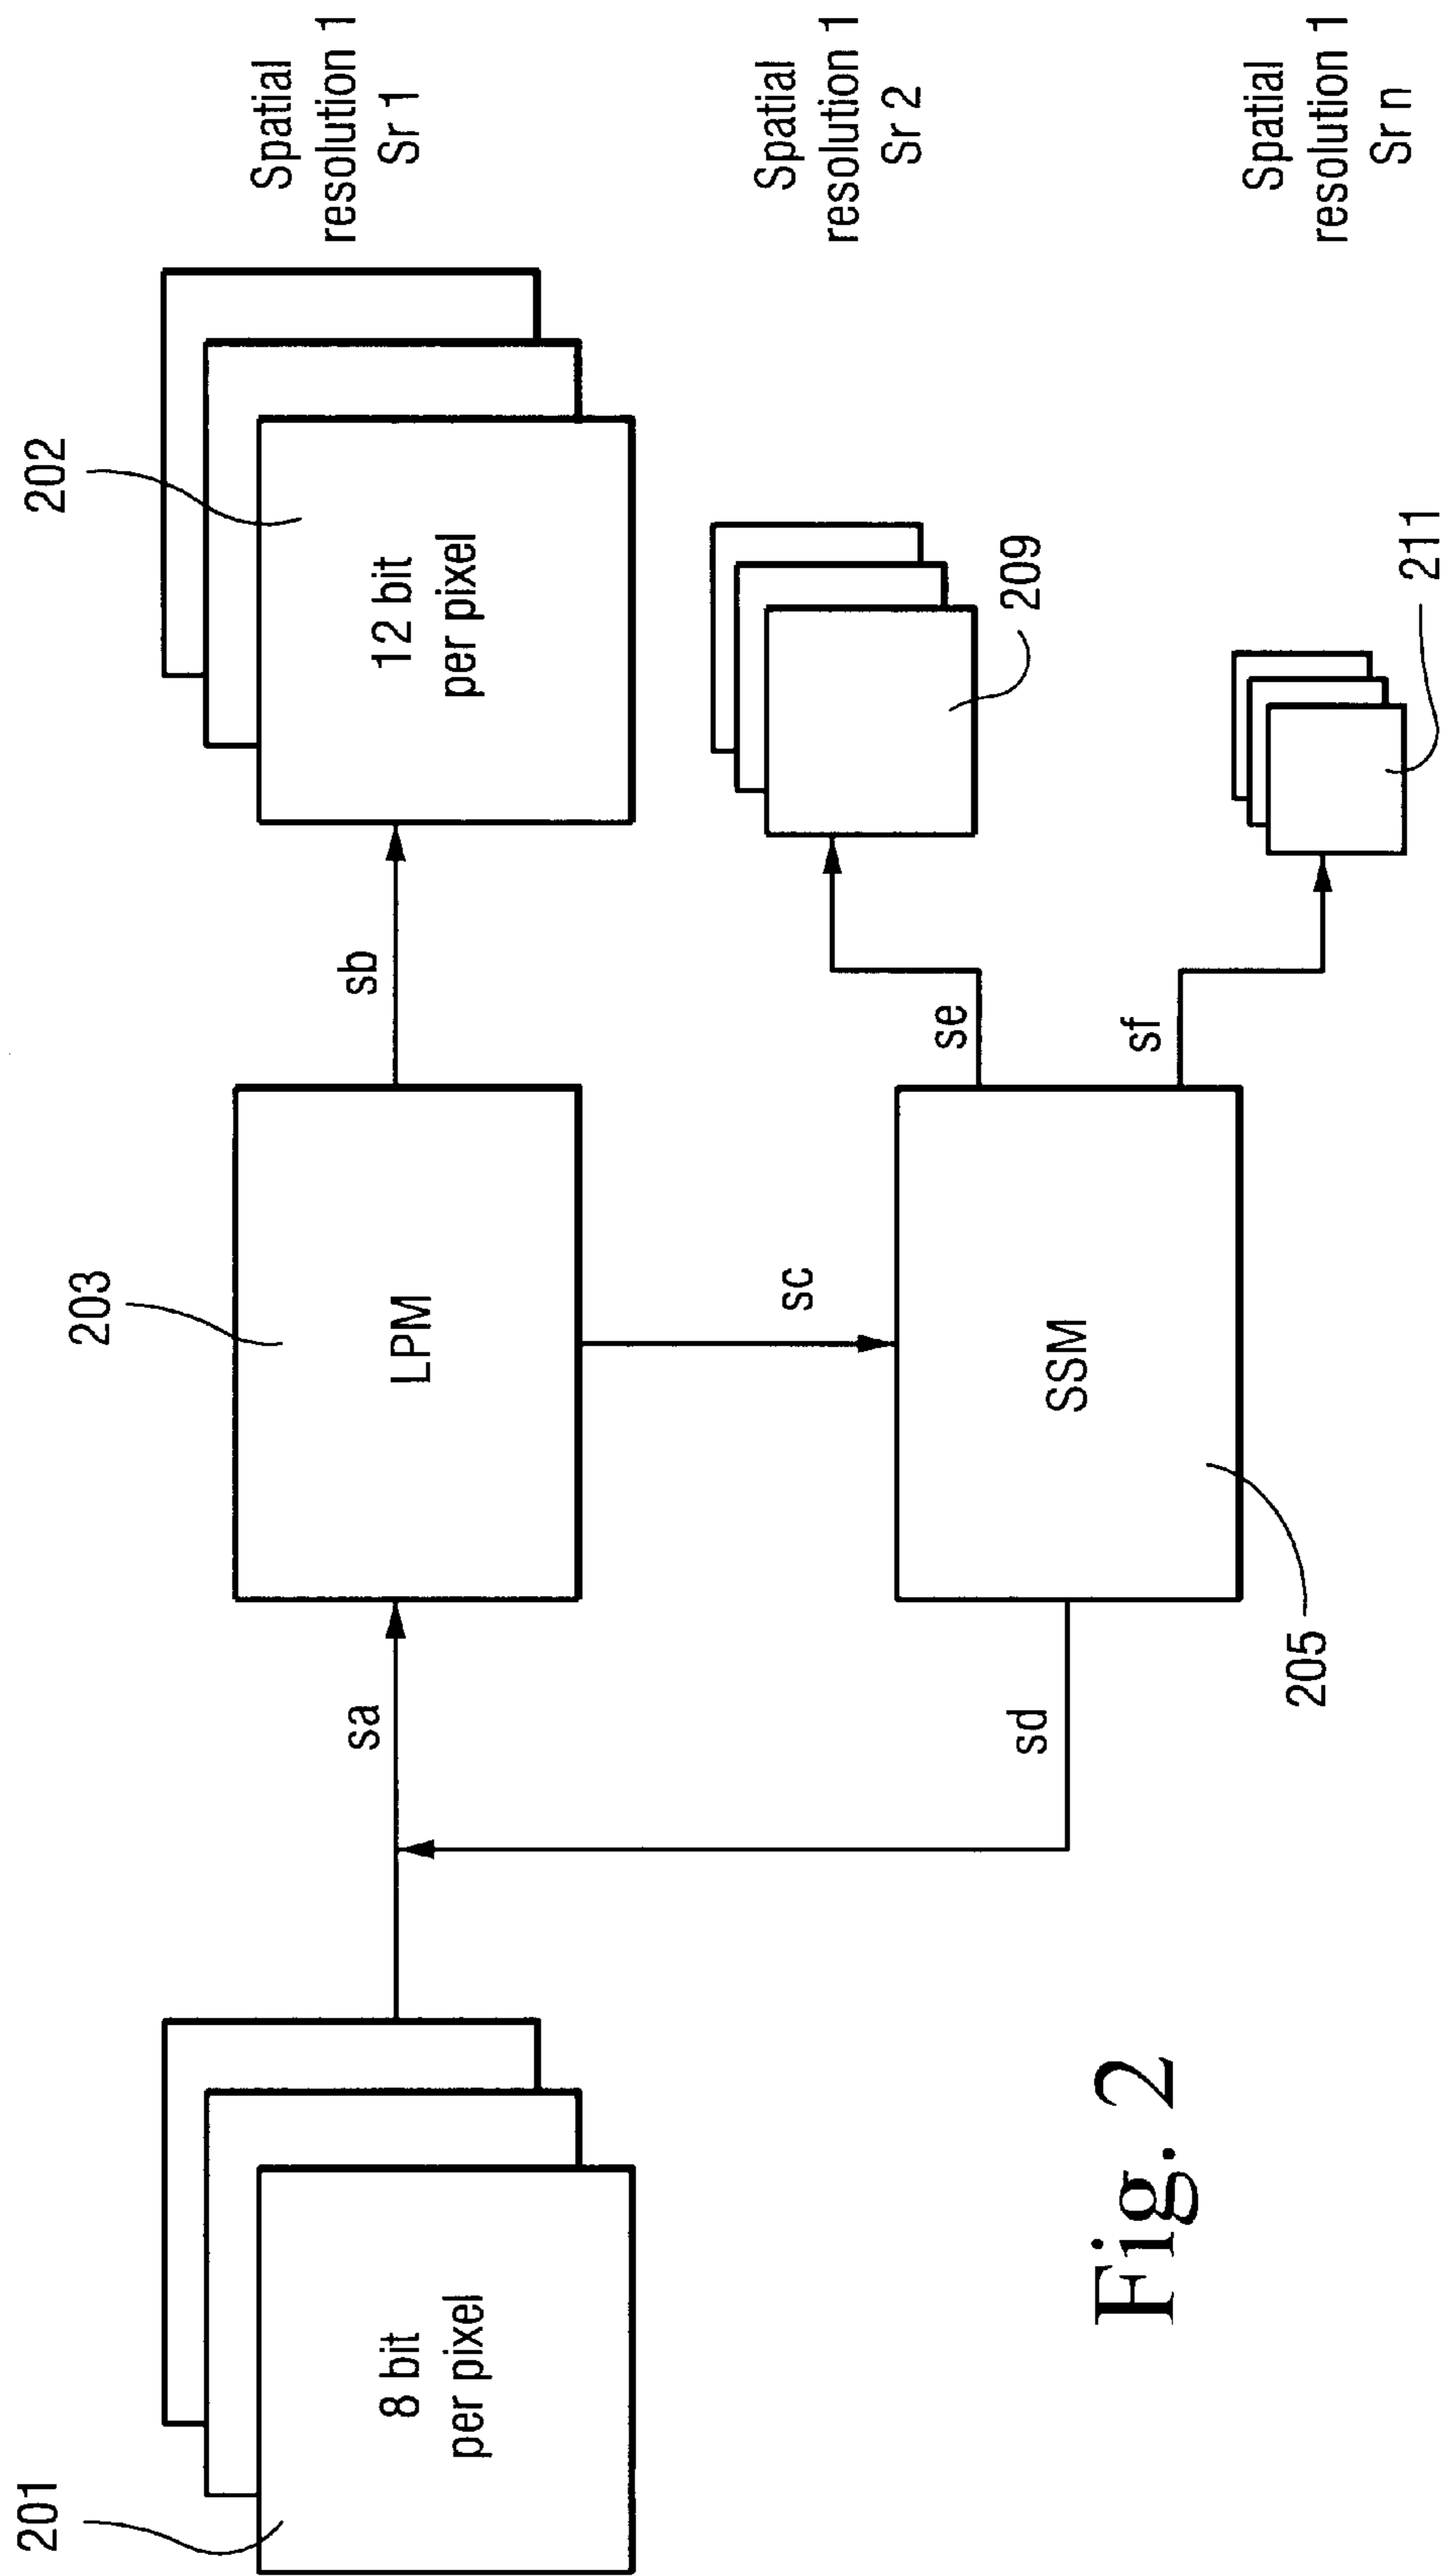 201
8 bit
per pixel
sa
203
LPM
sb
202
12 bit
per pixel
Spatial
resolution 1
Sr 1
sc
sd
SSM
205
se
209
Spatial
resolution 1
Sr 2
sf
211
Spatial
resolution 1
Sr n
Fig. 2